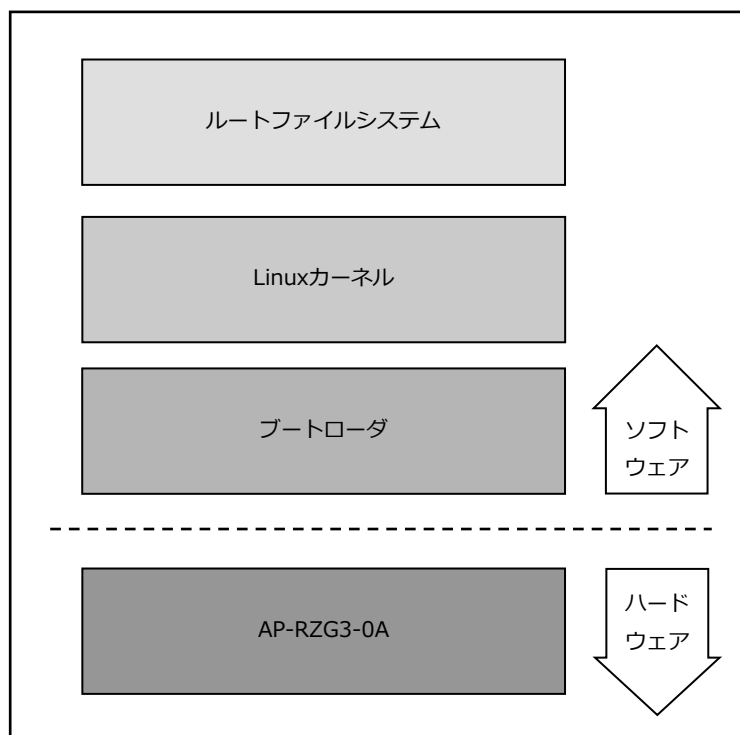 ルートファイルシステム
Linuxカーネル
ブートローダ
ソフト
ウェア
AP-RZG3-0A
ハード
ウェア